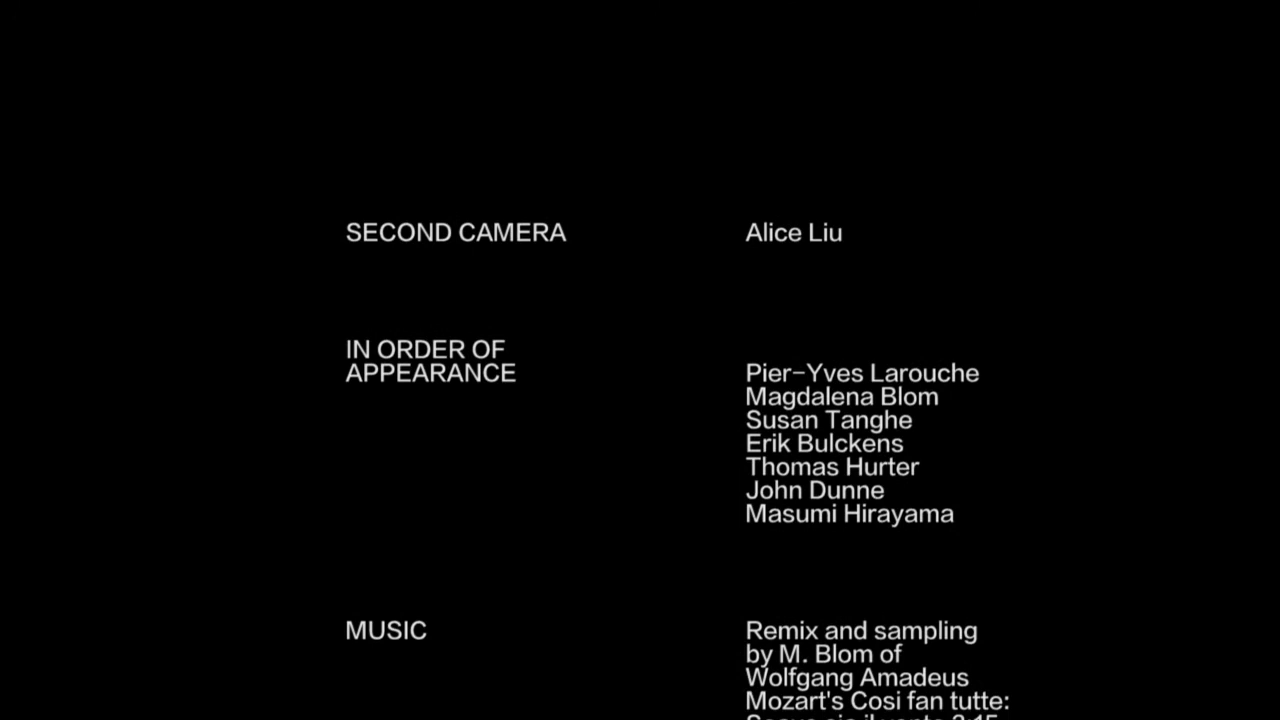 SECOND CAMERA
Alice Liu
IN ORDER OF
APPEARANCE
Pier–Yves Larouche
Magdalena Blom
Susan Tanghe
Erik Bulckens
Thomas Hurter
John Dunne
Masumi Hirayama
MUSIC
Remix and sampling
by M. Blom of
Wolfgang Amadeus
Mozart's Cosi fan tutte: